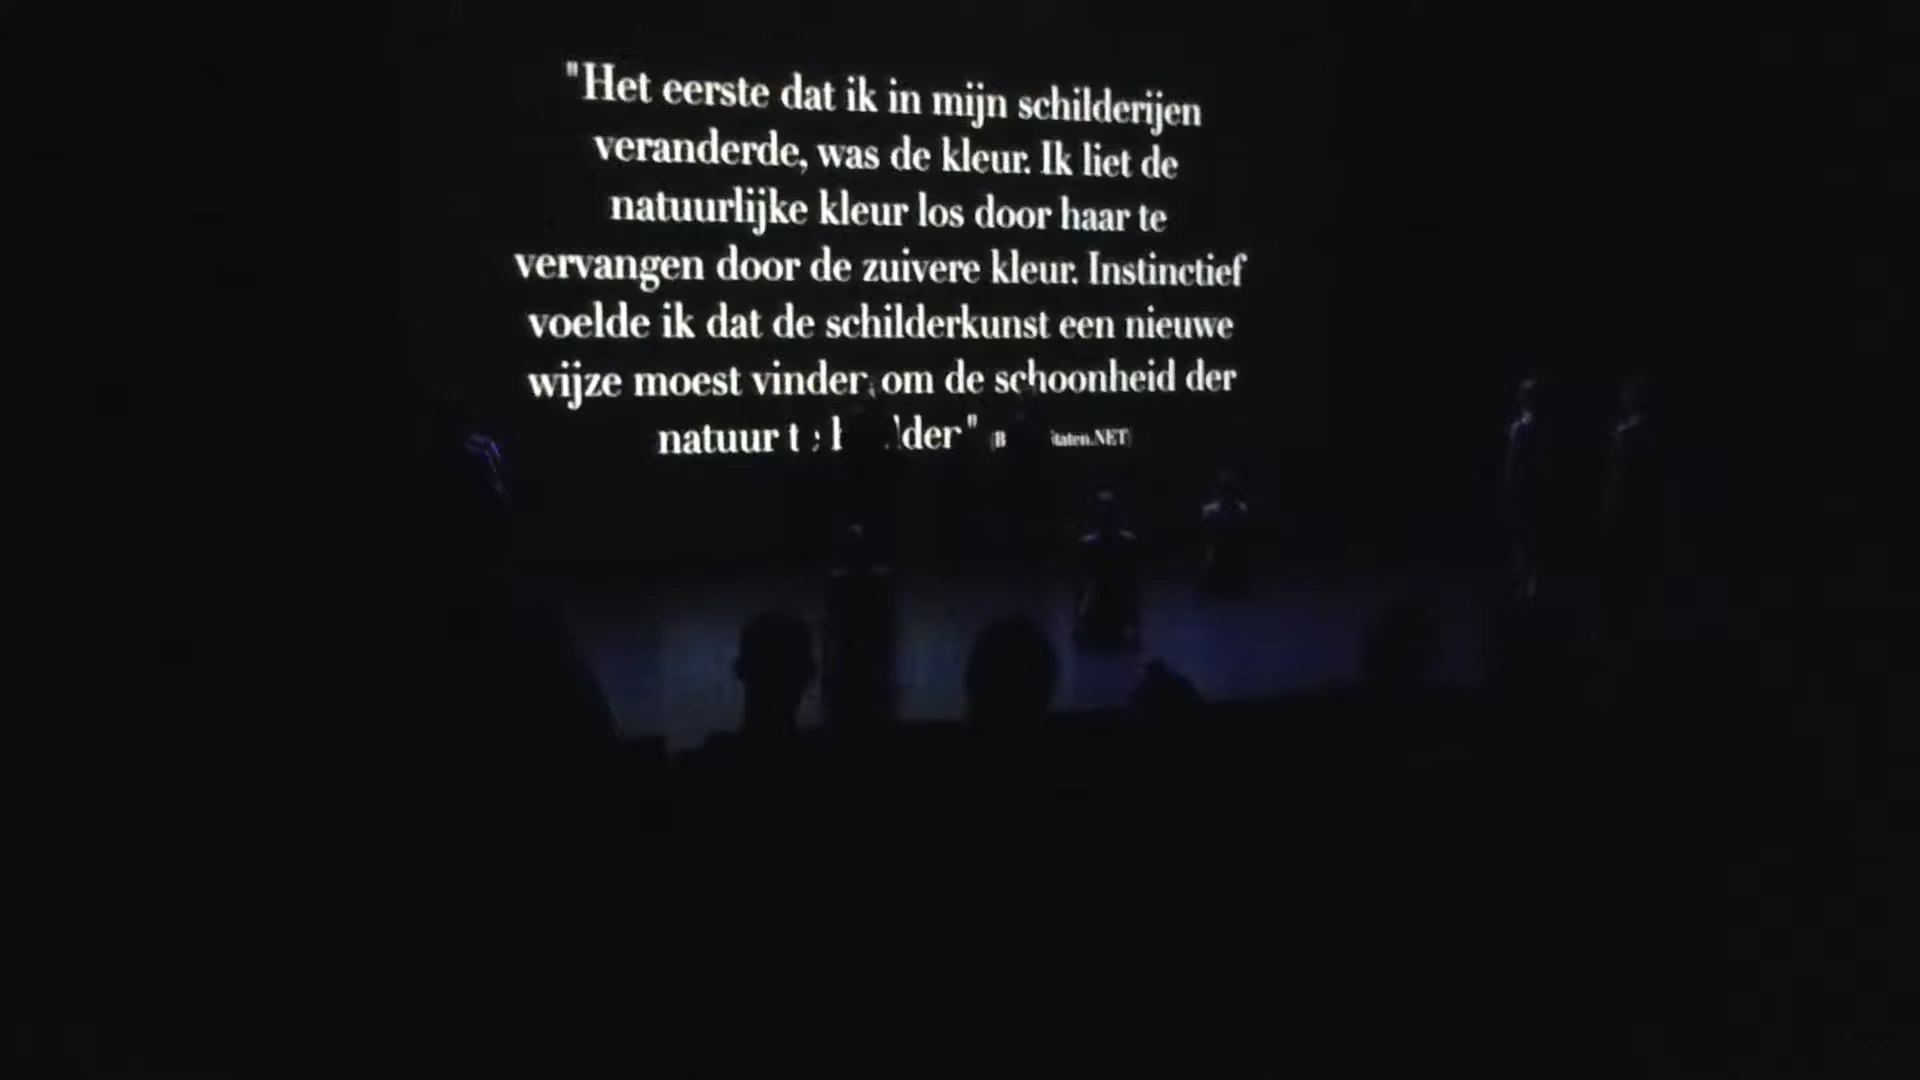 "Het eerste dat ik in mijn schilderijen
veranderde, was de kleur. Ik liet de
natuurlijke kleur los door haar te
vervangen door de zuivere kleur. Instinctief
voelde ik dat de schilderkunst een nieuwe
wijze moest vinden om de schoonheid der
natuur